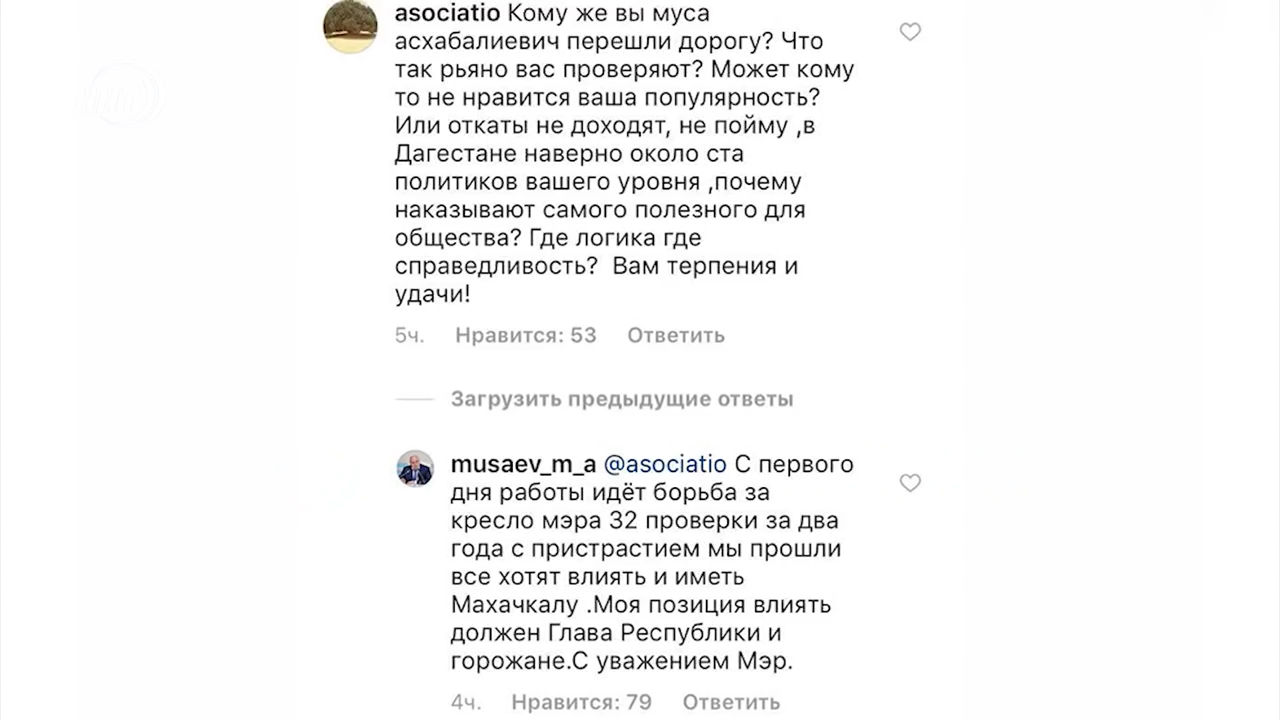 asociatio Кому же вы муса
асхабалиевич перешли дорогу? Что
так рьяно вас проверяют? Может кому
то не нравится ваша популярность?
Или откаты не доходят, не пойму ,в
Дагестане наверно около ста
политиков вашего уровня ,почему
наказывают самого полезного для
общества? Где логика где
справедливость?  Вам терпения и
удачи!
5ч. Нравится: 53 Ответить
Загрузить предыдущие ответы
musaev_m_a @asociatio С первого
дня работы идёт борьба за
кресло мэра 32 проверки за два
года с пристрастием мы прошли
все хотят влиять и иметь
Махачкалу .Моя позиция влиять
должен Глава Республики и
горожане.С уважением Мэр.
4ч. Нравится: 79 Ответить